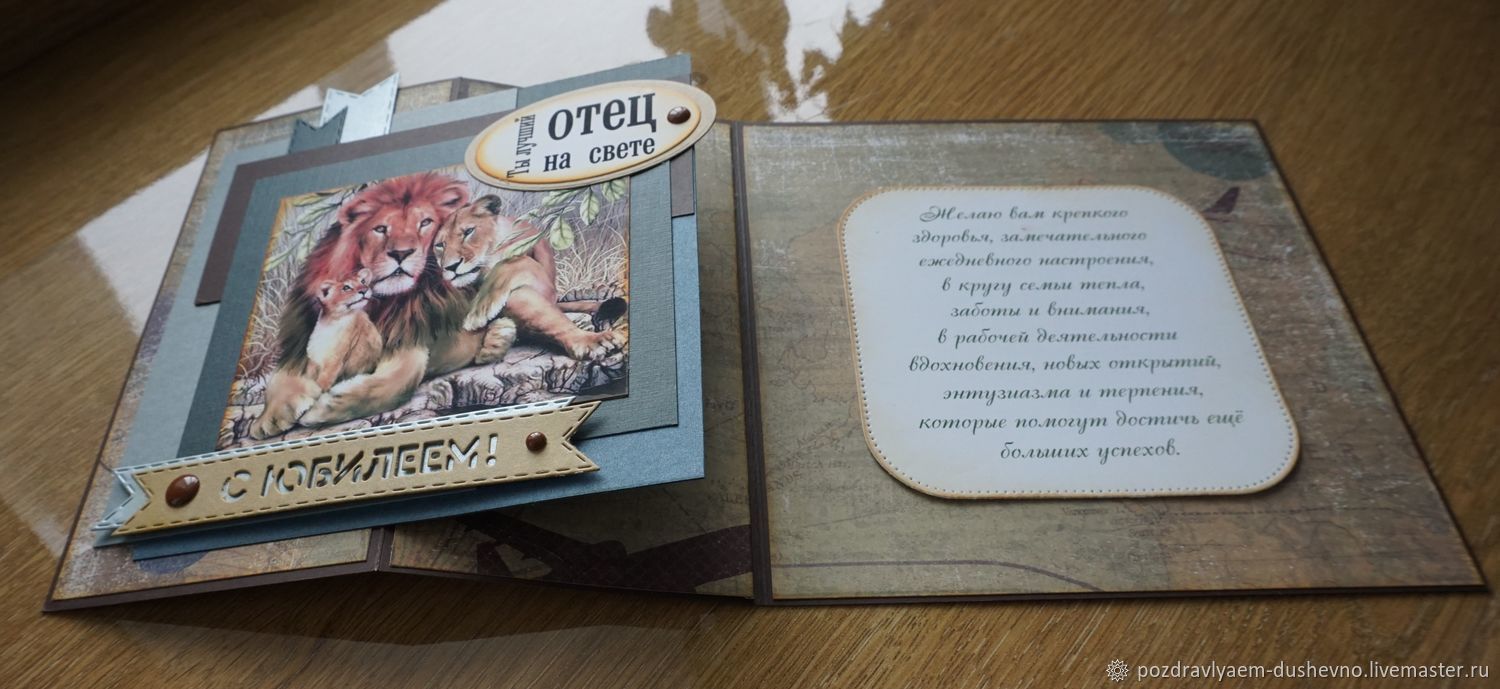 Ты лучший
отец
на свете
С ЮБИЛЕЕМ!
Желаю вам крепкого
здоровья, замечательного
ежедневного настроения,
в кругу семьи тепла,
заботы и внимания,
в рабочей деятельности
вдохновения, новых открытий,
энтузиазма и терпения,
которые помогут достичь ещё
больших успехов.
pozdravlyaem-dushevno.livemaster.ru